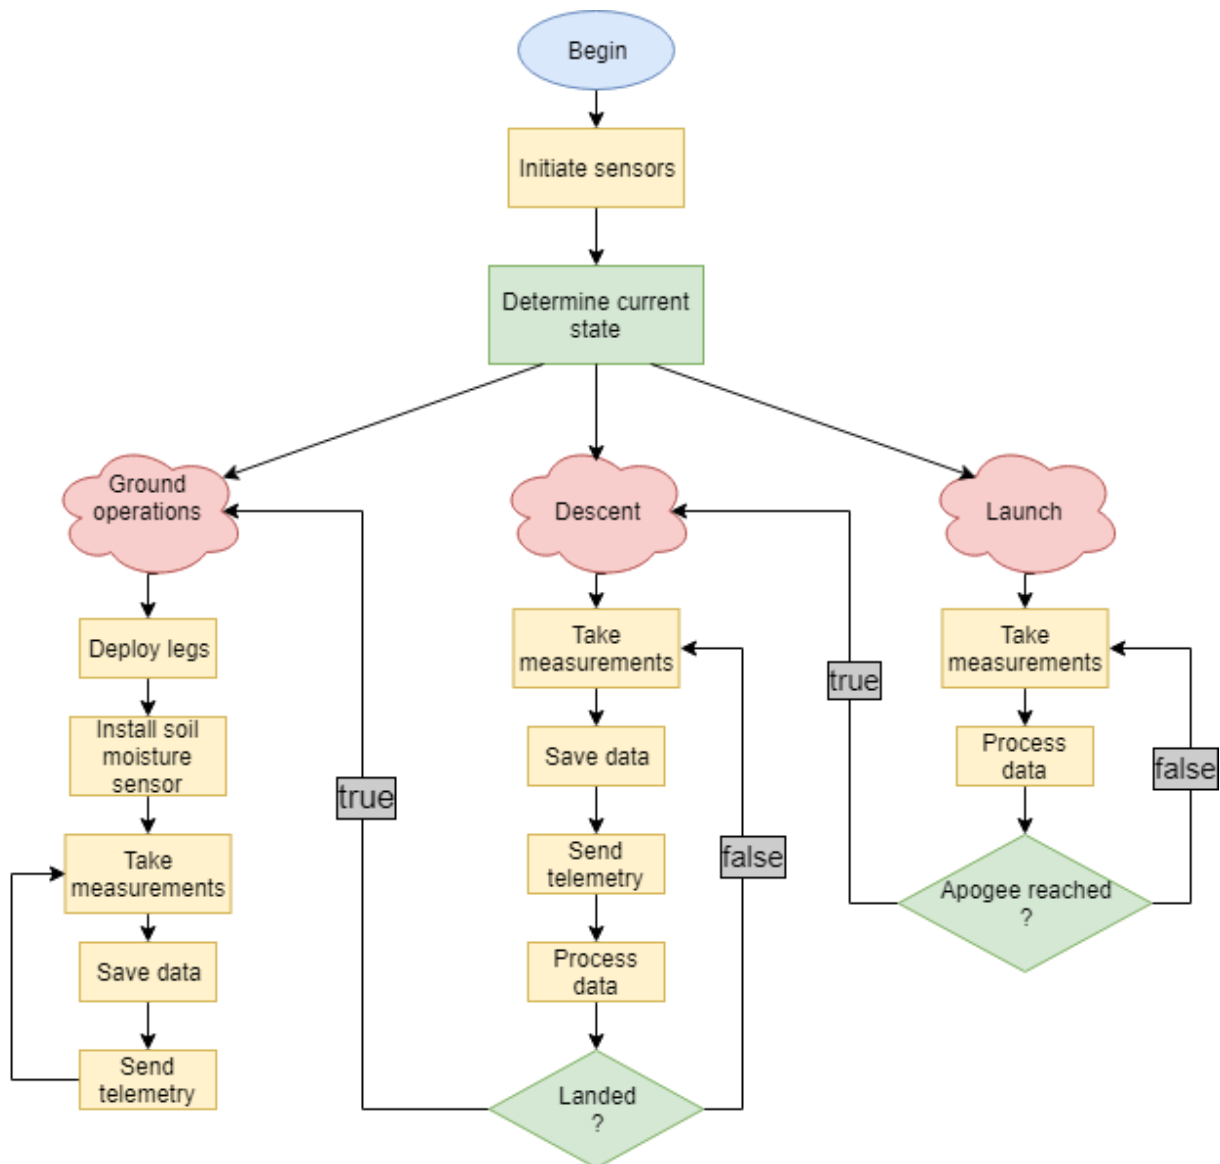 Begin
Initiate sensors
Determine current
state
Ground
operations
Descent
Launch
Deploy legs
Install soil
moisture
sensor
Take
measurements
Save data
Send
telemetry
true
Take
measurements
Save data
Send
telemetry
Process
data
Landed
?
false
true
Take
measurements
Process
data
Apogee reached
?
false